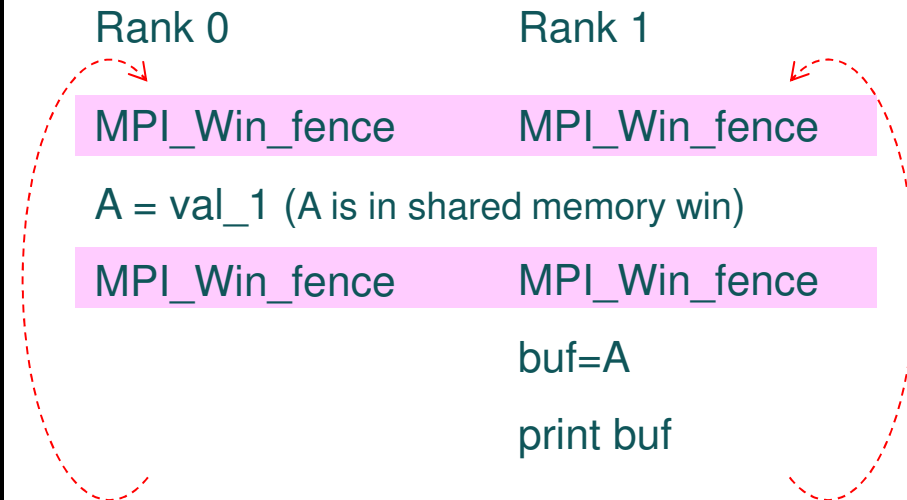 Rank 0 Rank 1
MPI_Win_fence MPI_Win_fence
A = val_1 (A is in shared memory win)
MPI_Win_fence MPI_Win_fence
buf=A
print buf